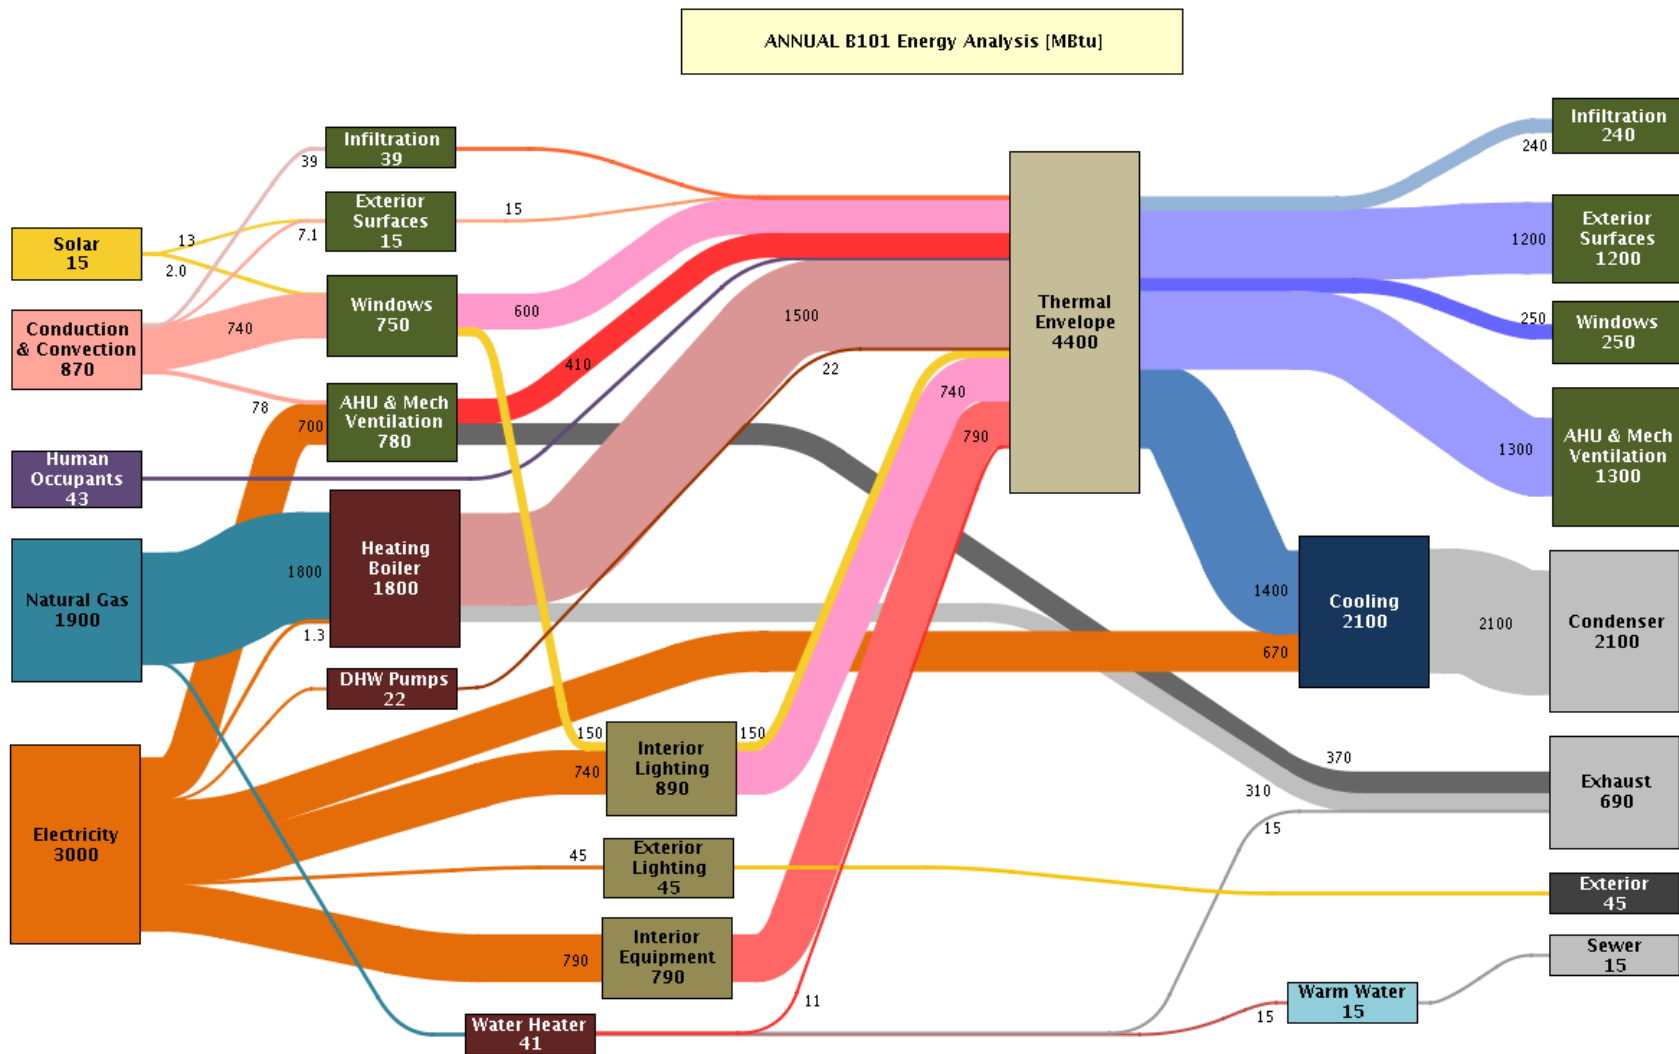 ANNUAL B101 Energy Analysis [MBtu]
Solar
15
Conduction
& Convection
870
Human
Occupants
43
Natural Gas
1900
Electricity
3000
39
13
7.1
2.0
740
78
700
1800
1.3
Infiltration
39
Exterior
Surfaces
15
Windows
750
AHU & Mech
Ventilation
780
Heating
Boiler
1800
DHW Pumps
22
15
600
410
1500
22
740
790
150
740
45
790
Interior
Lighting
890
Exterior
Lighting
45
Interior
Equipment
790
Water Heater
41
150
11
Thermal
Envelope
4400
240
1200
250
1300
1400
670
Cooling
2100
2100
370
310
15
15
Warm Water
15
Infiltration
240
Exterior
Surfaces
1200
Windows
250
AHU & Mech
Ventilation
1300
Condenser
2100
Exhaust
690
Exterior
45
Sewer
15